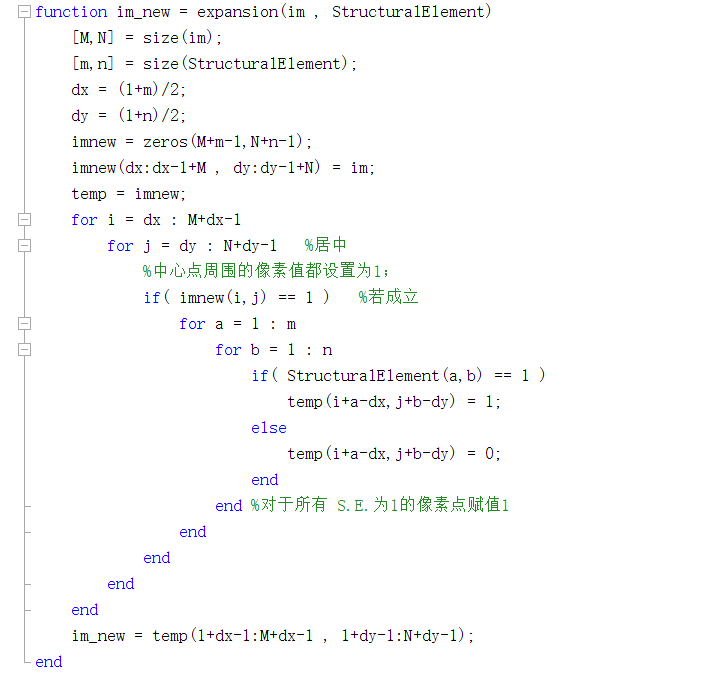 function im_new = expansion(im , StructuralElement)
[M,N] = size(im);
[m,n] = size(StructuralElement);
dx = (1+m)/2;
dy = (1+n)/2;
imnew = zeros(M+m-1,N+n-1);
imnew(dx:dx-1+M , dy:dy-1+N) = im;
temp = imnew;
for i = dx : M+dx-1
for j = dy : N+dy-1 %居中
%中心点周围的像素值都设置为1;
if( imnew(i,j) == 1 ) %若成立
for a = 1 : m
for b = 1 : n
if( StructuralElement(a,b) == 1 )
temp(i+a-dx,j+b-dy) = 1;
else
temp(i+a-dx,j+b-dy) = 0;
end
end %对于所有 S.E.为1的像素点赋值1
end
end
end
end
im_new = temp(1+dx-1:M+dx-1 , 1+dy-1:N+dy-1);
end